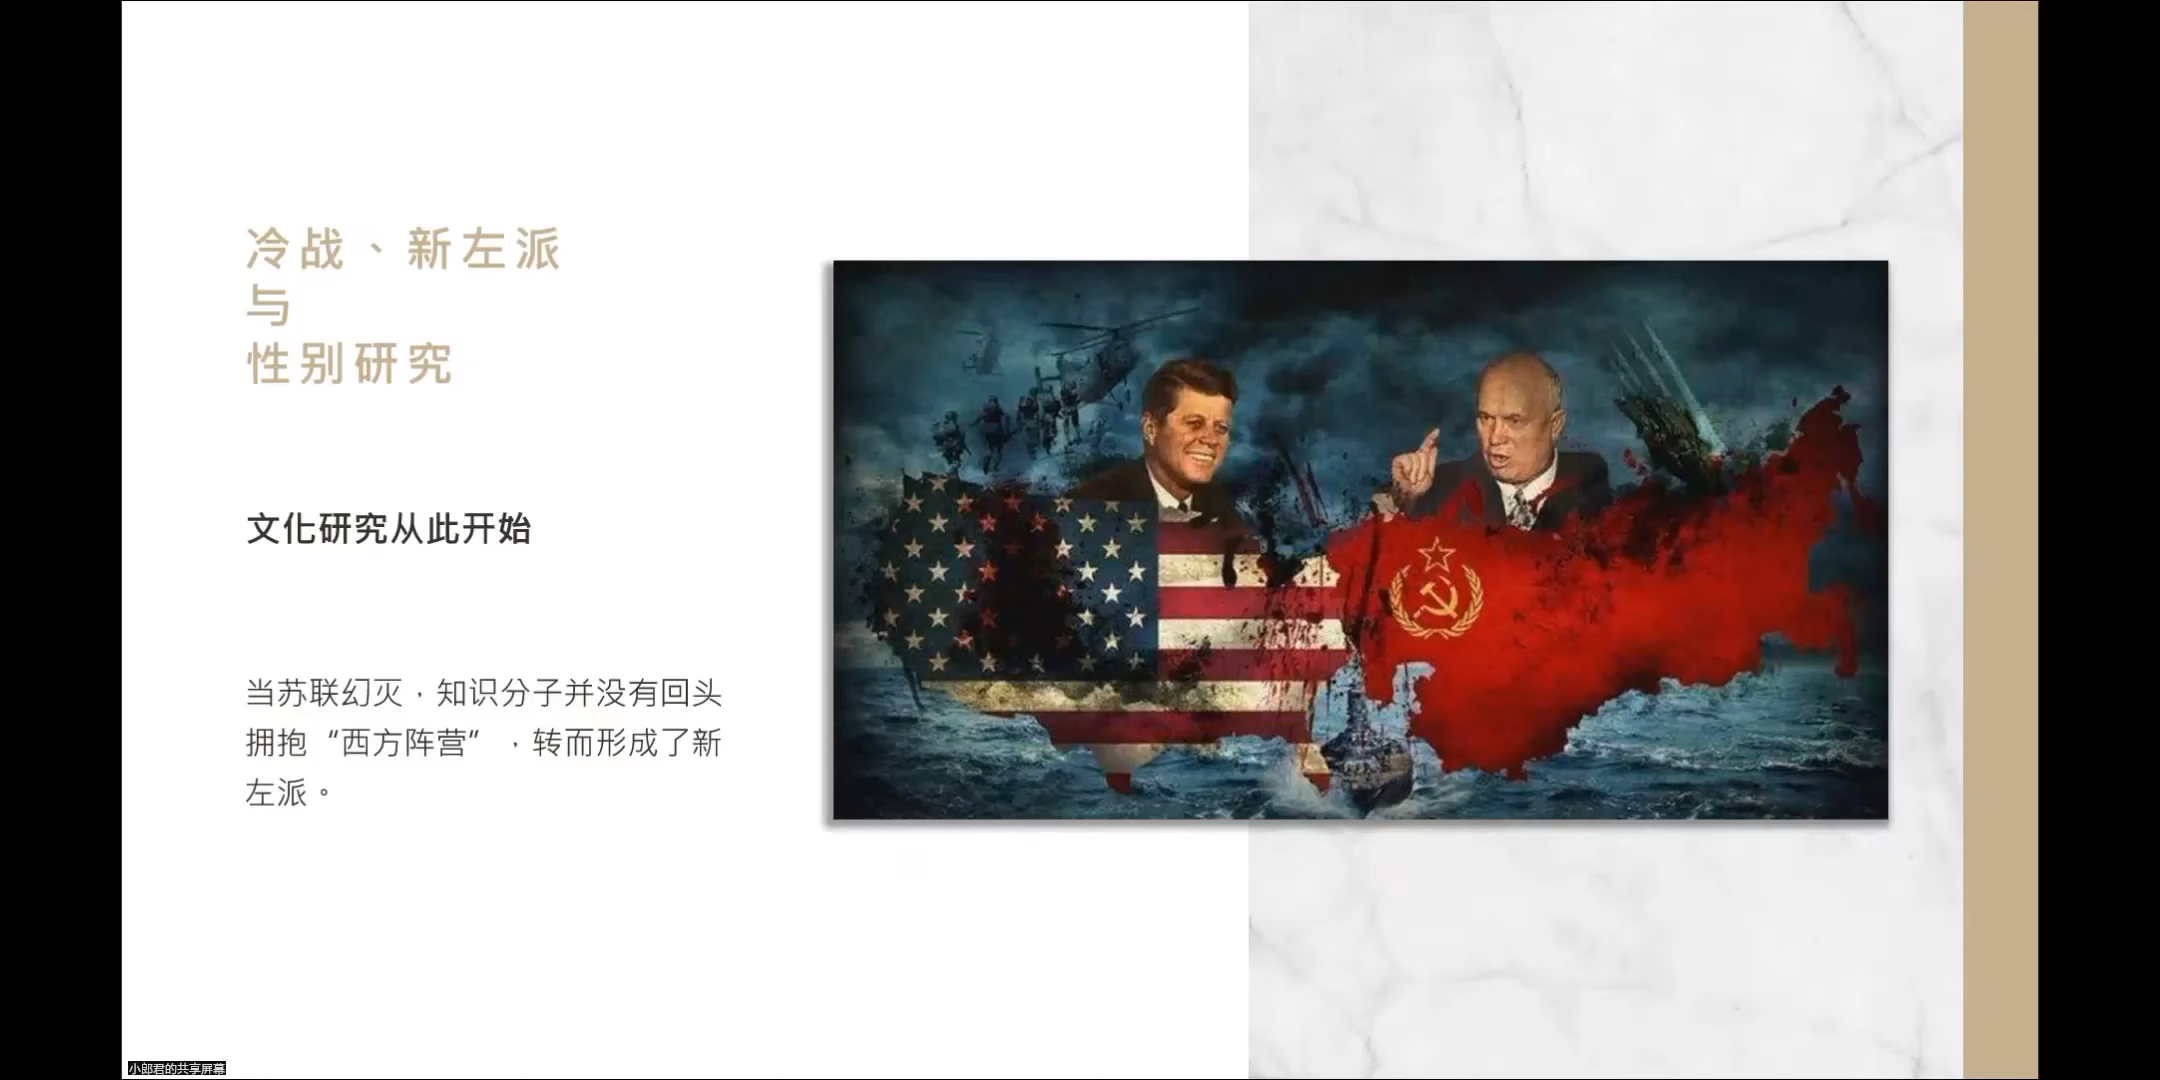 冷战、新左派
与
性别研究
文化研究从此开始
当苏联幻灭，知识分子并没有回头
拥抱“西方阵营”，转而形成了新
左派。
小郎君的共享屏幕